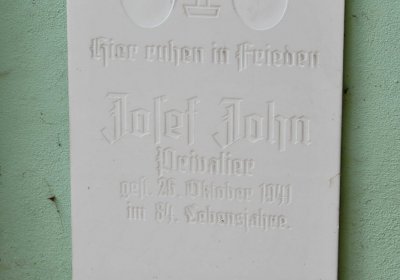 Hier ruhen in Frieden
Josef John
Privatier
gest. 26. Oktober 1941
im 84. Lebensjahre.